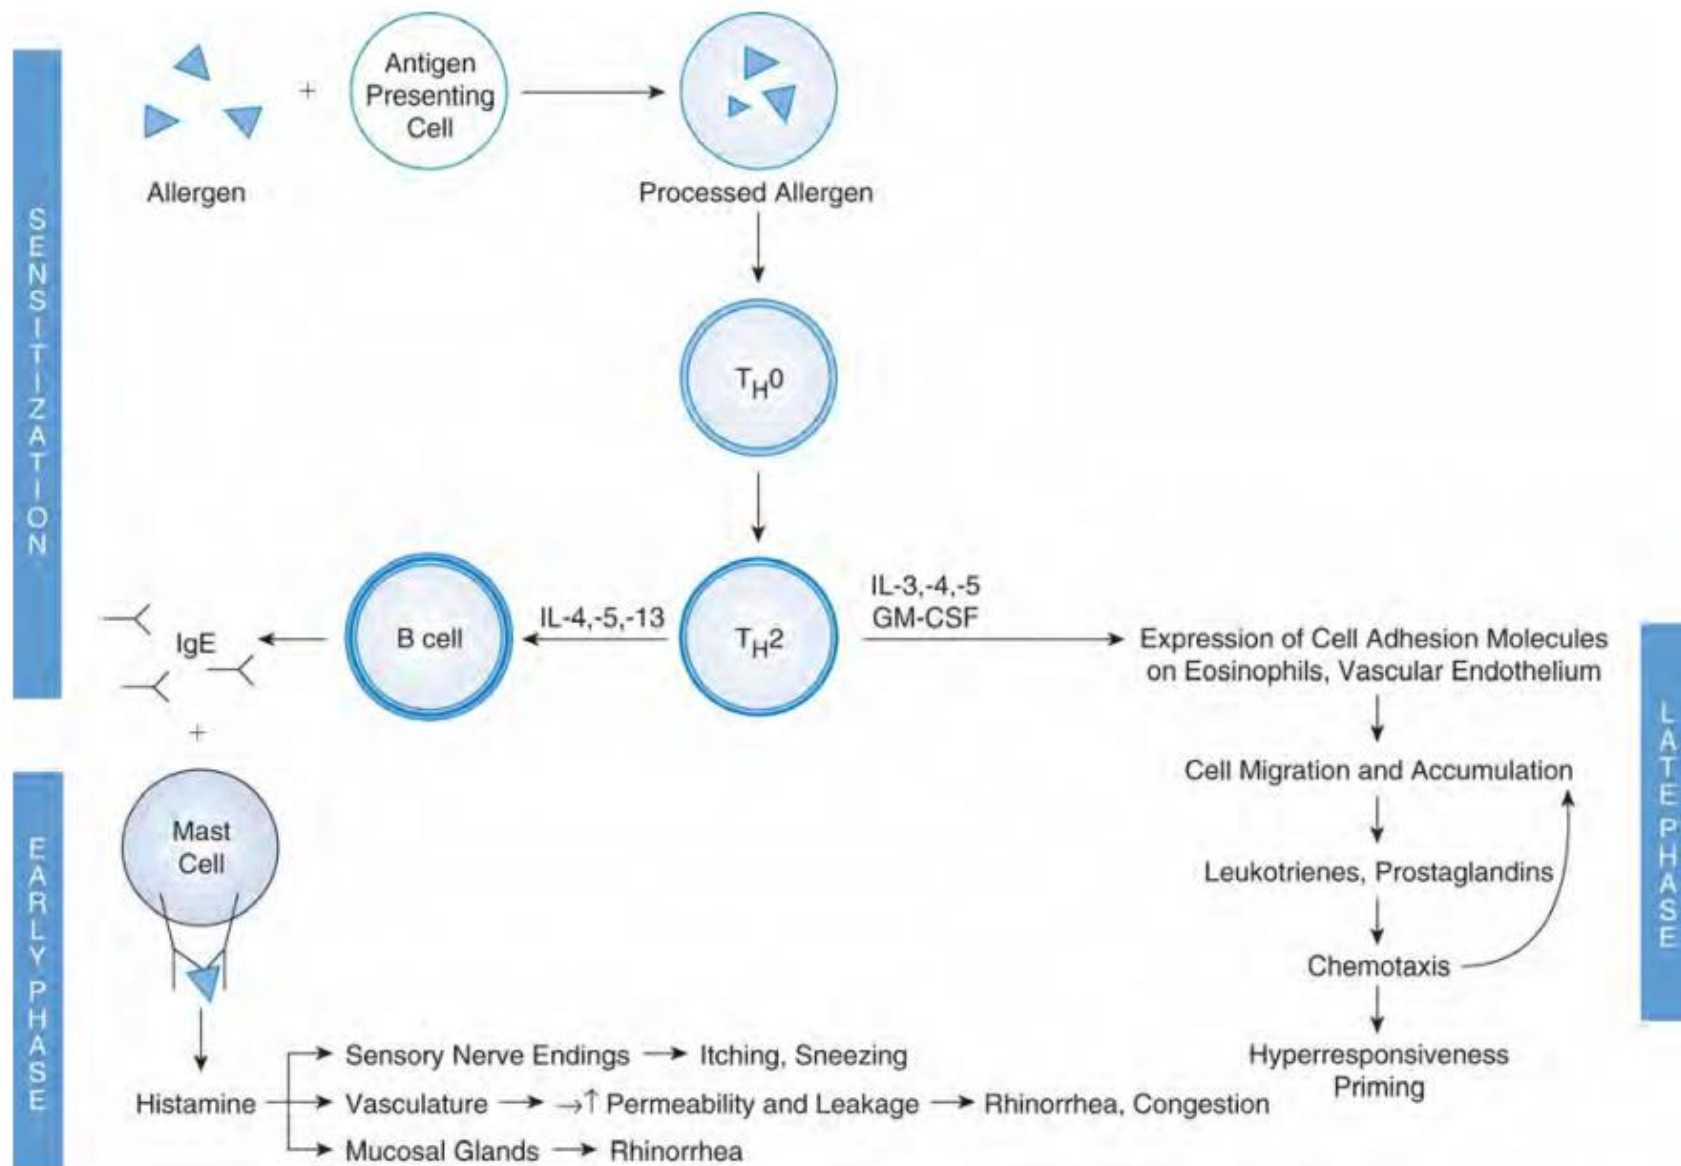 SENSITIZATION
Antigen
Presenting
Cell
+
Allergen
Processed Allergen
TH0
IL-3,-4,-5
GM-CSF
IL-4,-5,-13
IgE
B cell
TH2
Expression of Cell Adhesion Molecules
on Eosinophils, Vascular Endothelium
+
EARLY PHASE
Mast
Cell
LATE PHASE
Cell Migration and Accumulation
Leukotrienes, Prostaglandins
Chemotaxis
Hyperresponsiveness
Priming
Histamine
Sensory Nerve Endings → Itching, Sneezing
Vasculature → →↑ Permeability and Leakage → Rhinorrhea, Congestion
Mucosal Glands → Rhinorrhea